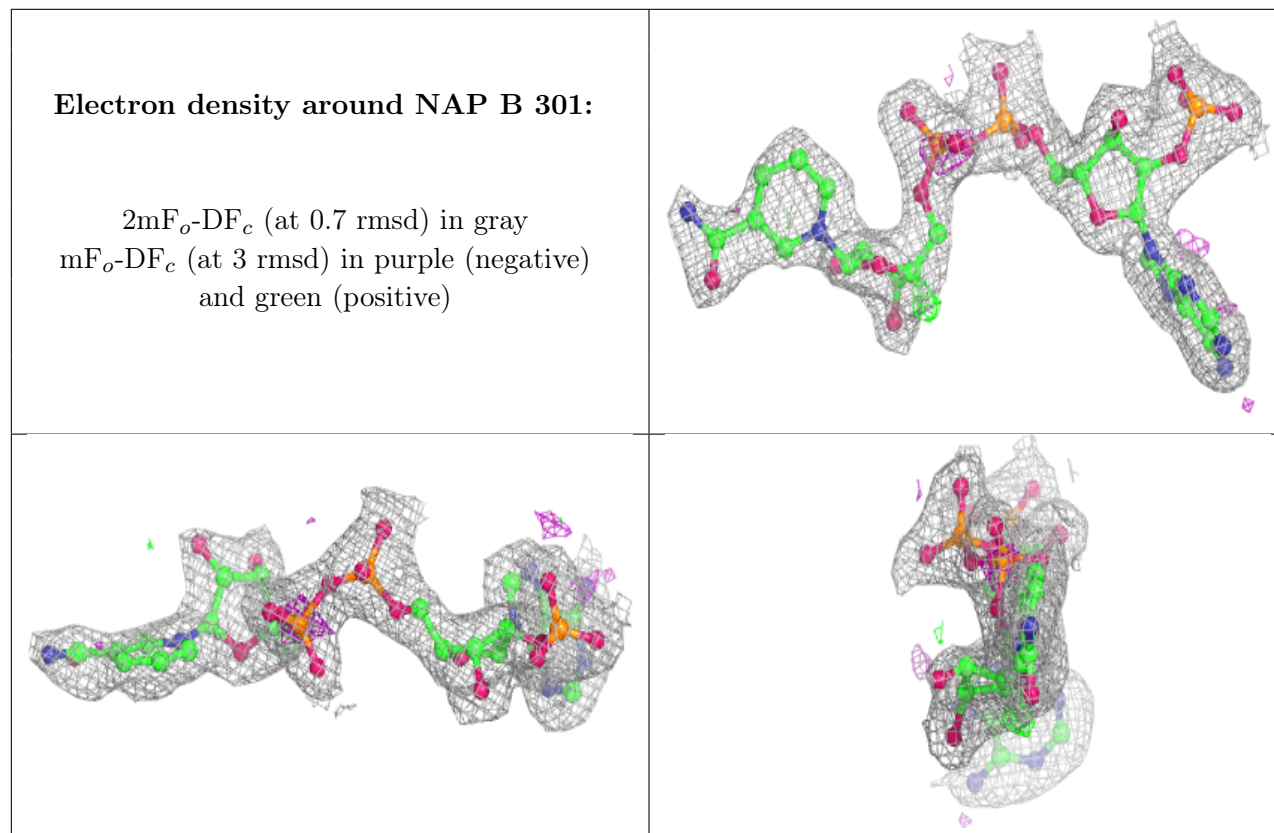 Electron density around NAP B 301:
2mFₒ-DF𝒸 (at 0.7 rmsd) in gray
mFₒ-DF𝒸 (at 3 rmsd) in purple (negative)
and green (positive)